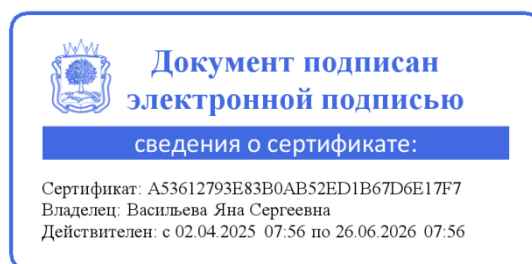 Документ подписан
электронной подписью
сведения о сертификате:
Сертификат: A53612793E83B0AB52ED1B67D6E17F7
Владелец: Васильева Яна Сергеевна
Действителен: с 02.04.2025 07:56 по 26.06.2026 07:56